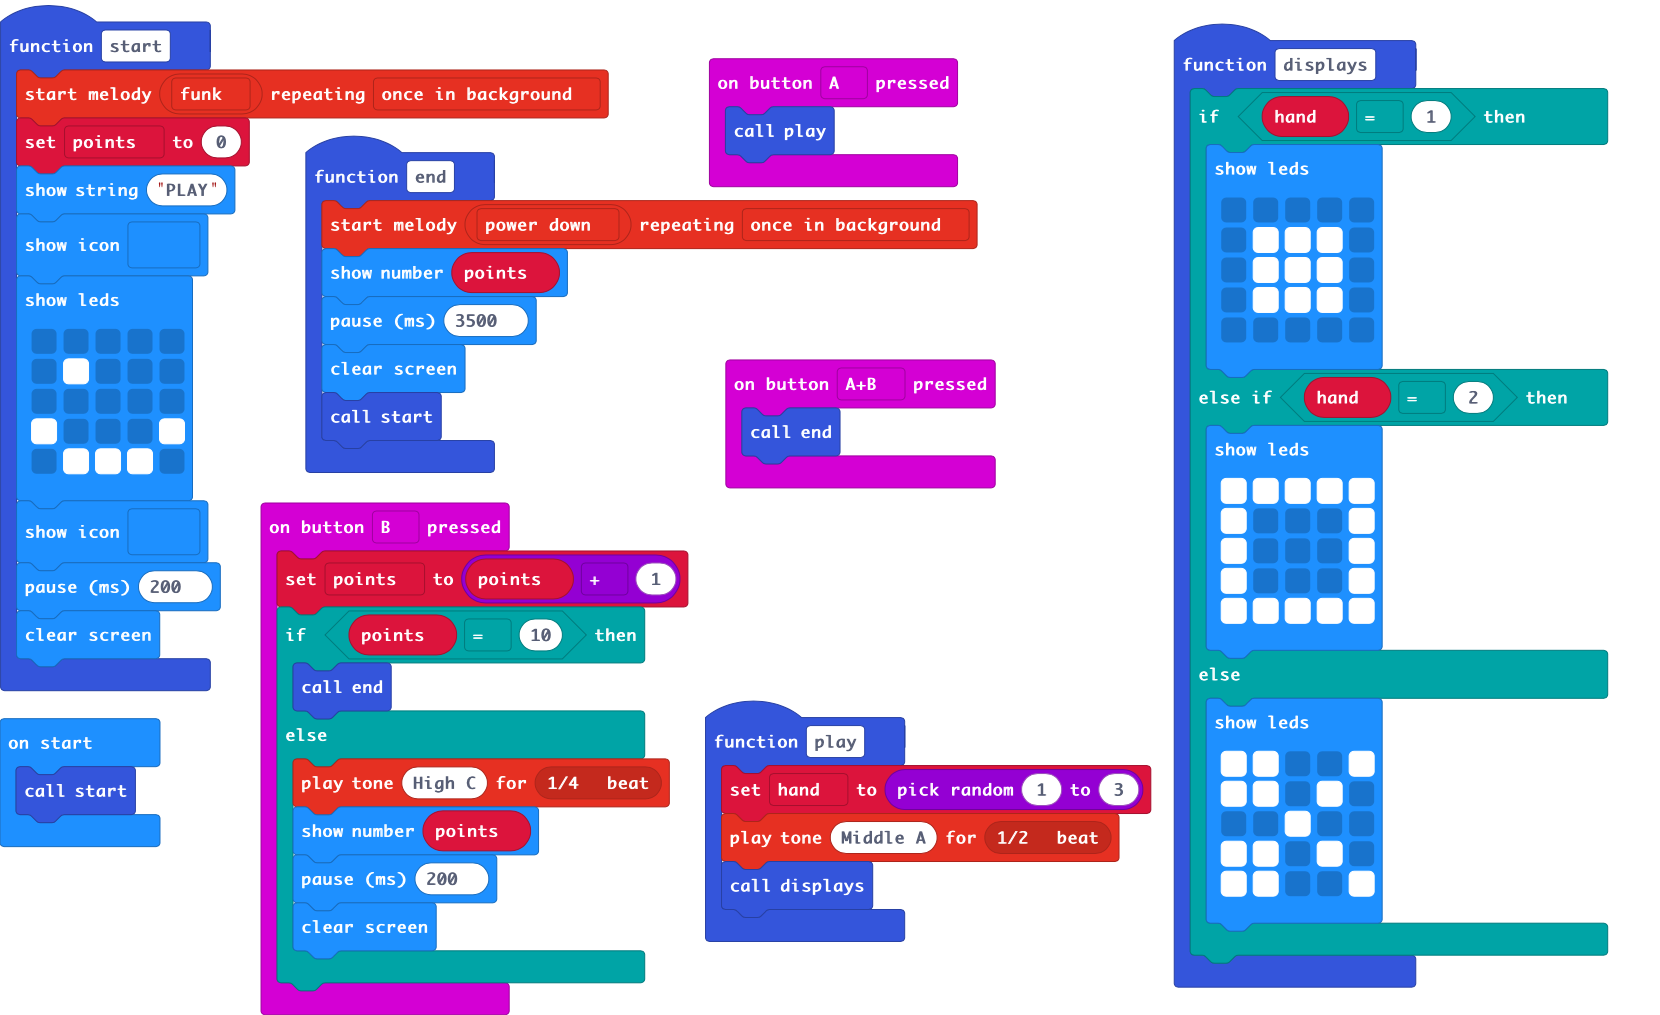 function start
start melody funk repeating once in background
set points to 0
show string "PLAY"
show icon
show leds
show icon
pause (ms) 200
clear screen
on start
call start
function end
start melody power down repeating once in background
show number points
pause (ms) 3500
clear screen
call start
on button B pressed
set points to points + 1
if points = 10 then
call end
else
play tone High C for 1/4 beat
show number points
pause (ms) 200
clear screen
on button A pressed
call play
on button A+B pressed
call end
function play
set hand to pick random 1 to 3
play tone Middle A for 1/2 beat
call displays
function displays
if hand = 1 then
show leds
else if hand = 2 then
show leds
else
show leds